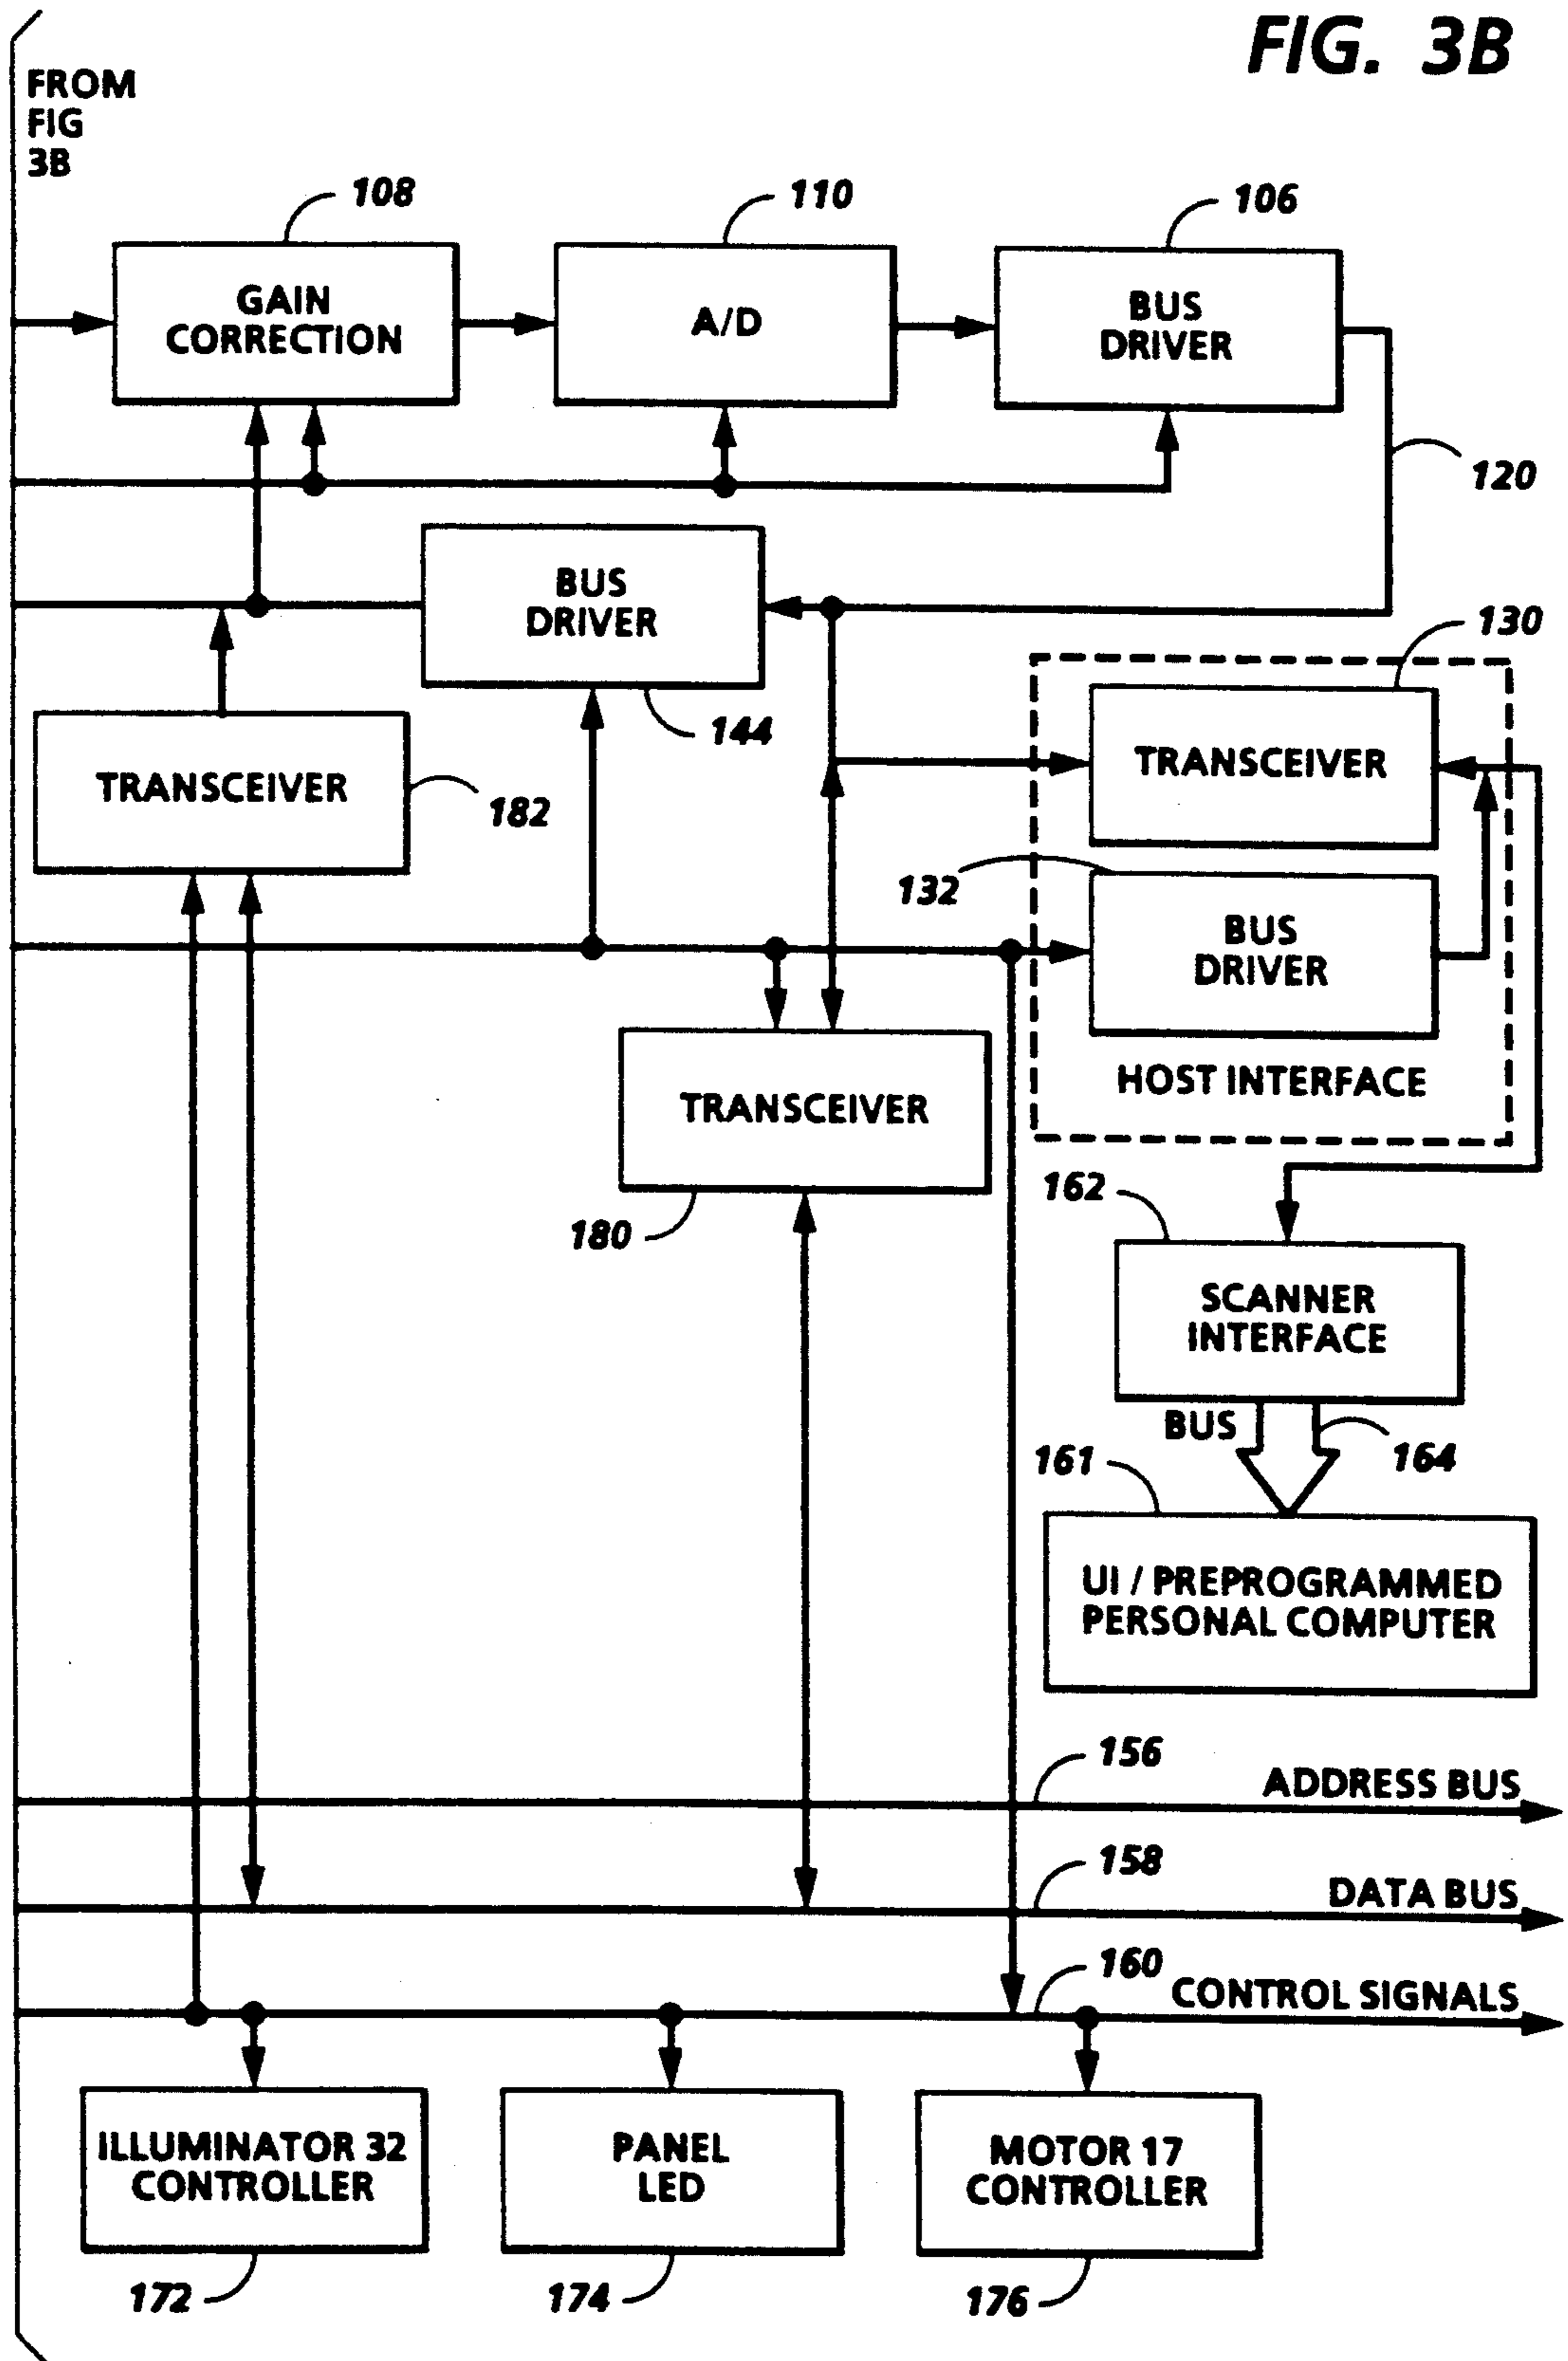 FIG. 3B
FROM
FIG
3B
108
110
106
GAIN
CORRECTION
A/D
BUS
DRIVER
120
BUS
DRIVER
130
144
TRANSCEIVER
182
TRANSCEIVER
132
BUS
DRIVER
HOST INTERFACE
TRANSCEIVER
180
162
SCANNER
INTERFACE
BUS
164
161
UI / PREPROGRAMMED
PERSONAL COMPUTER
156
ADDRESS BUS
158
DATA BUS
160
CONTROL SIGNALS
ILLUMINATOR 32
CONTROLLER
PANEL
LED
MOTOR 17
CONTROLLER
172
174
176